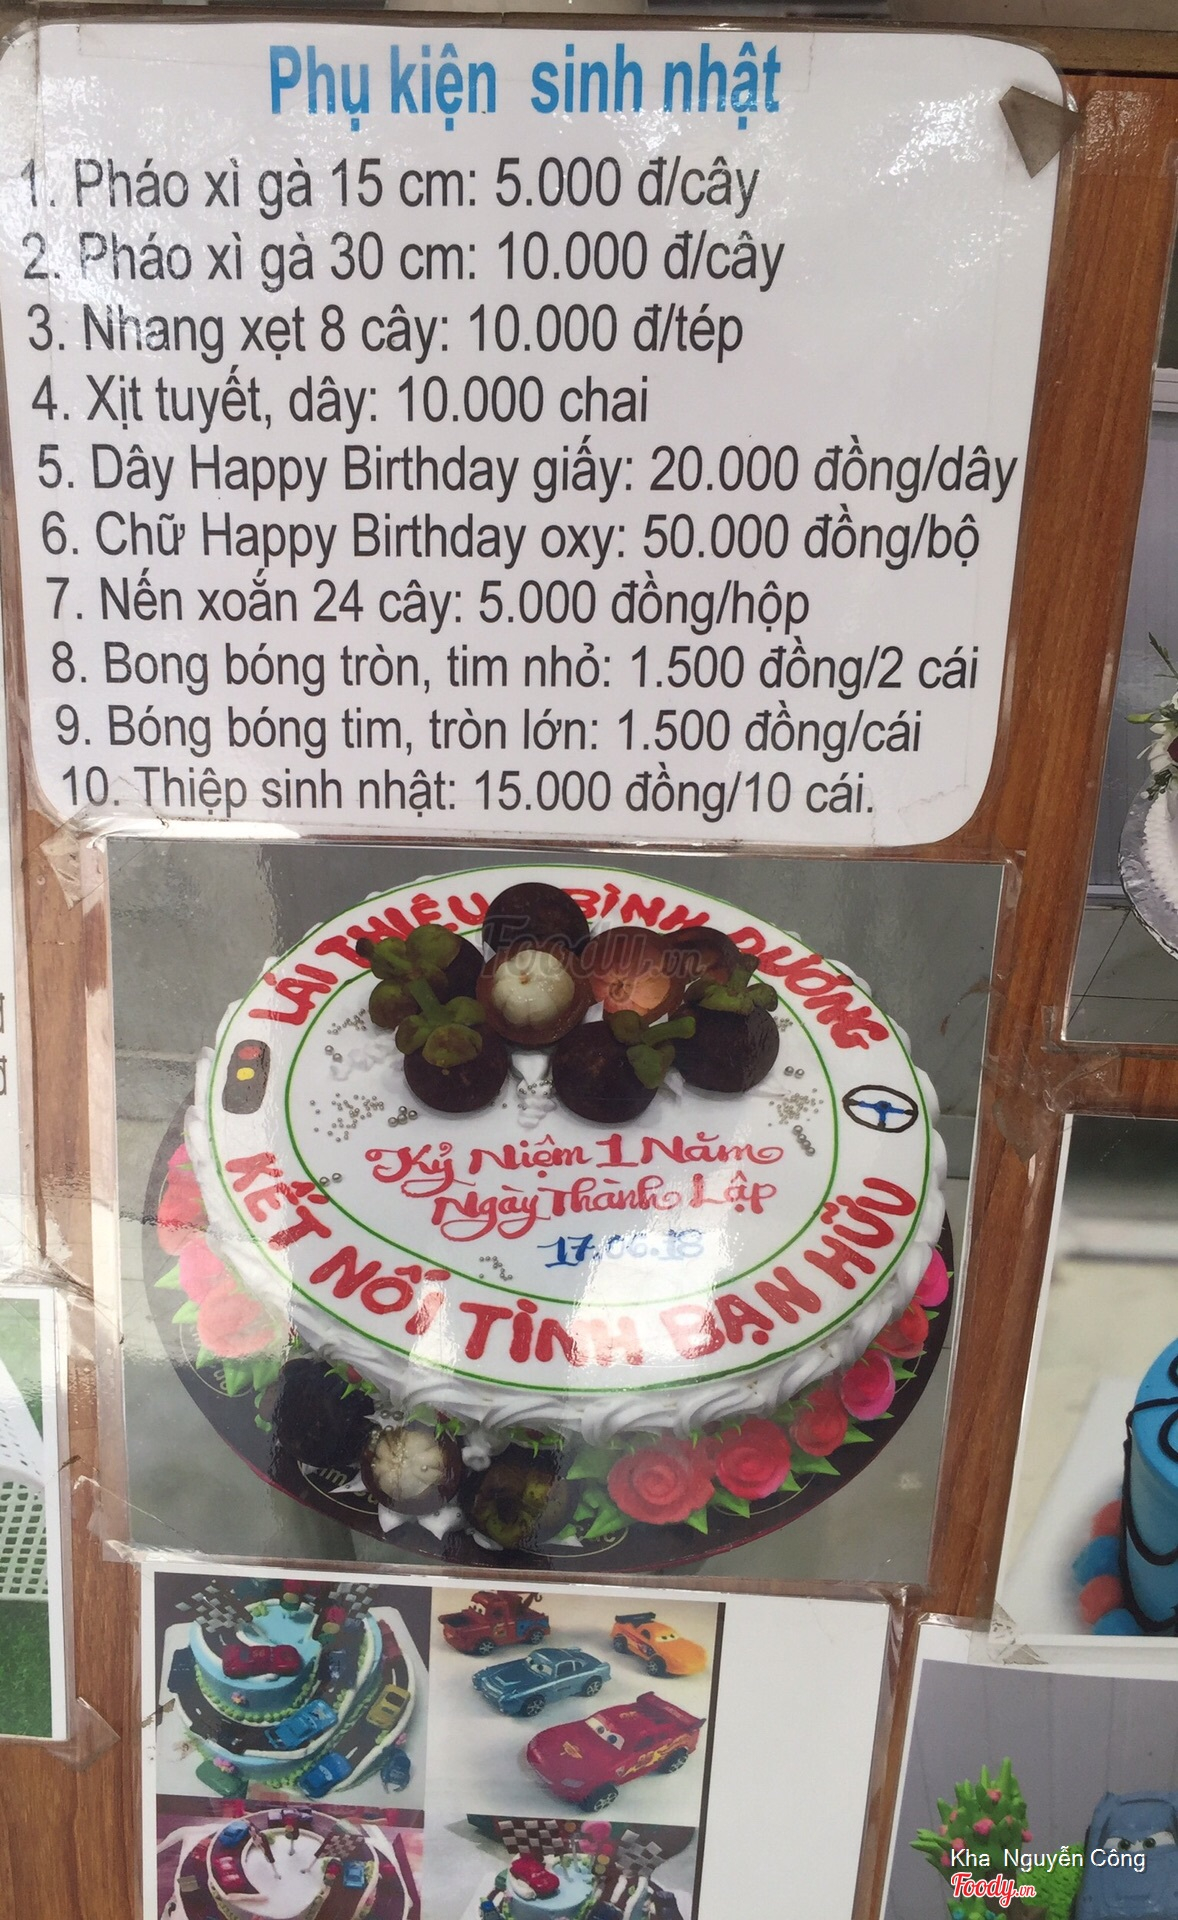 Phụ kiện sinh nhật
1. Pháo xì gà 15 cm: 5.000 đ/cây
2. Pháo xì gà 30 cm: 10.000 đ/cây
3. Nhang xẹt 8 cây: 10.000 đ/tép
4. Xịt tuyết, dây: 10.000 chai
5. Dây Happy Birthday giấy: 20.000 đồng/dây
6. Chữ Happy Birthday oxy: 50.000 đồng/bộ
7. Nến xoắn 24 cây: 5.000 đồng/hộp
8. Bong bóng tròn, tim nhỏ: 1.500 đồng/2 cái
9. Bóng bóng tim, tròn lớn: 1.500 đồng/cái
10. Thiệp sinh nhật: 15.000 đồng/10 cái.
LÁI THIÊU BÌNH DƯƠNG
Foody.vn
Kỷ Niệm 1 Năm
Ngày Thành Lập
17.06.18
KẾT NỐI TÌNH BẠN HỮU
Kha Nguyễn Công
Foody.vn